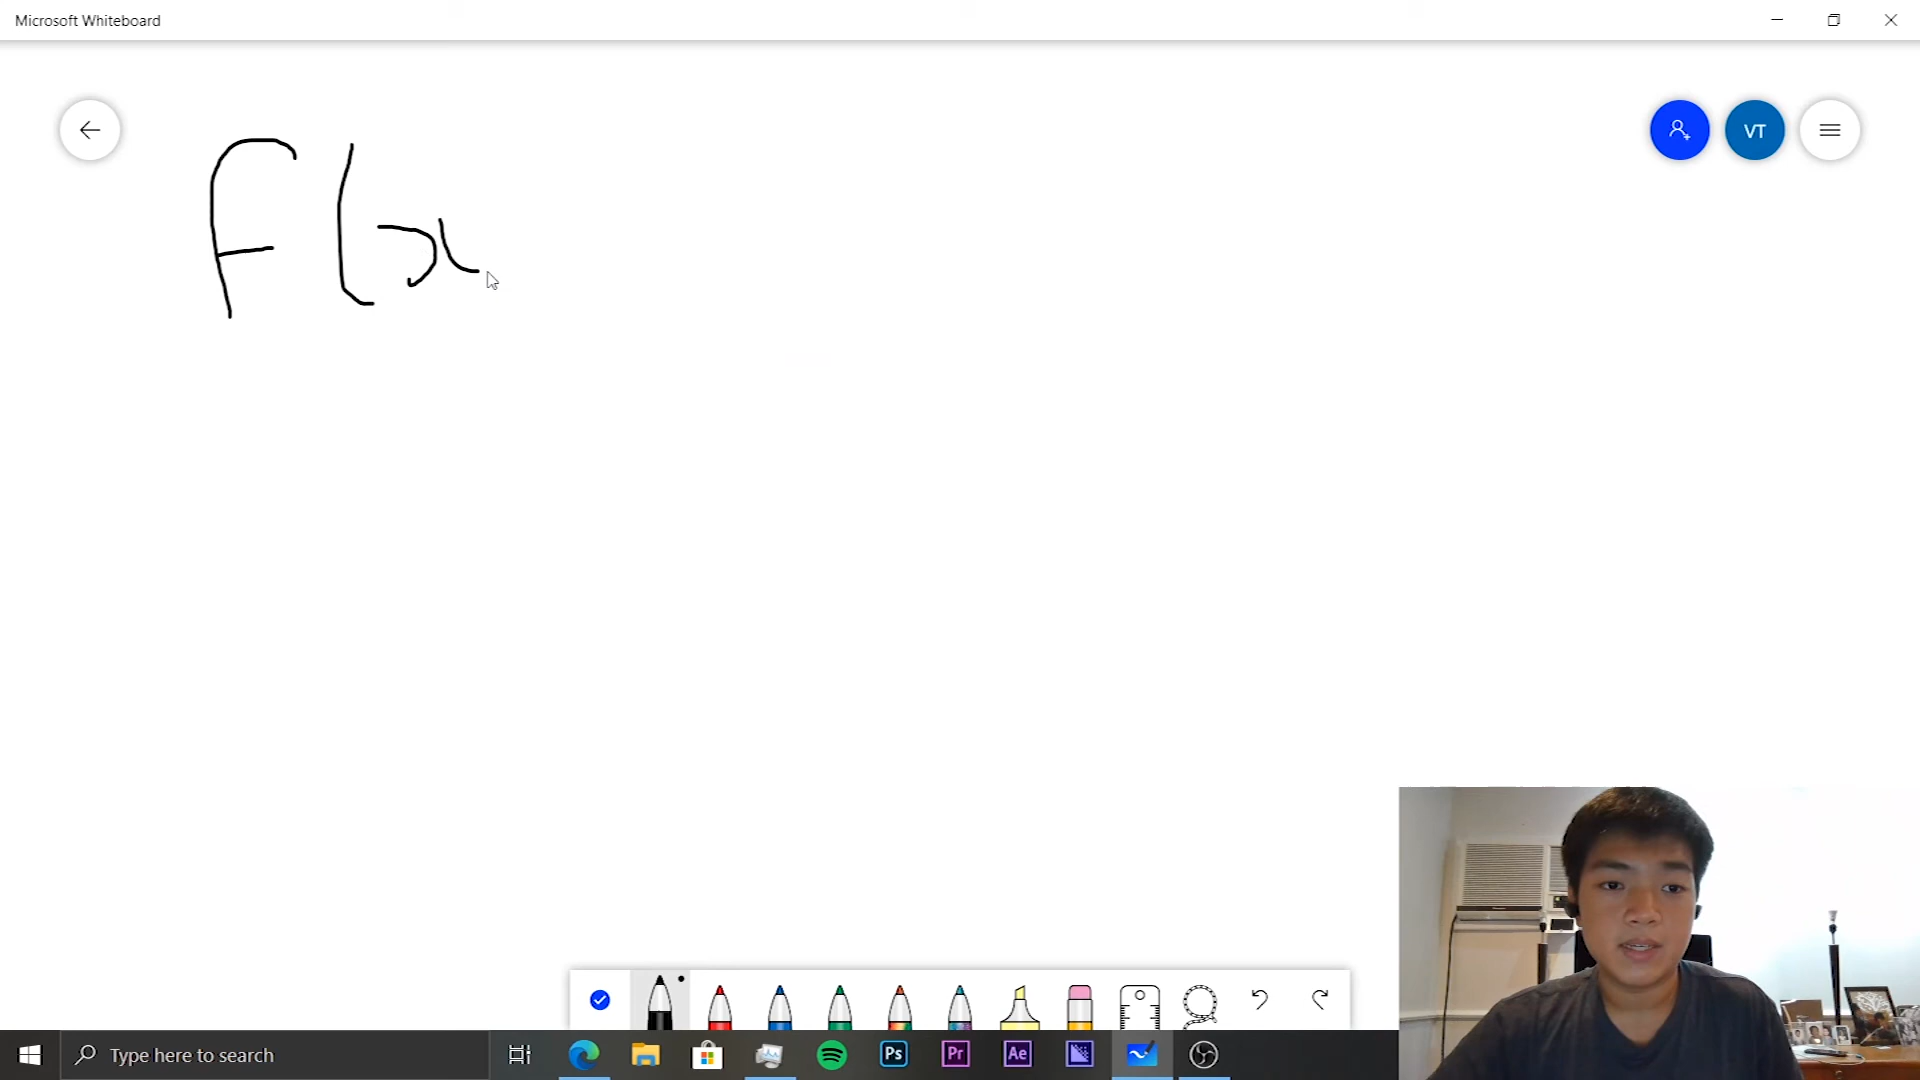 Microsoft Whiteboard
VT
F(x
Type here to search
Ps
Pr
Ae